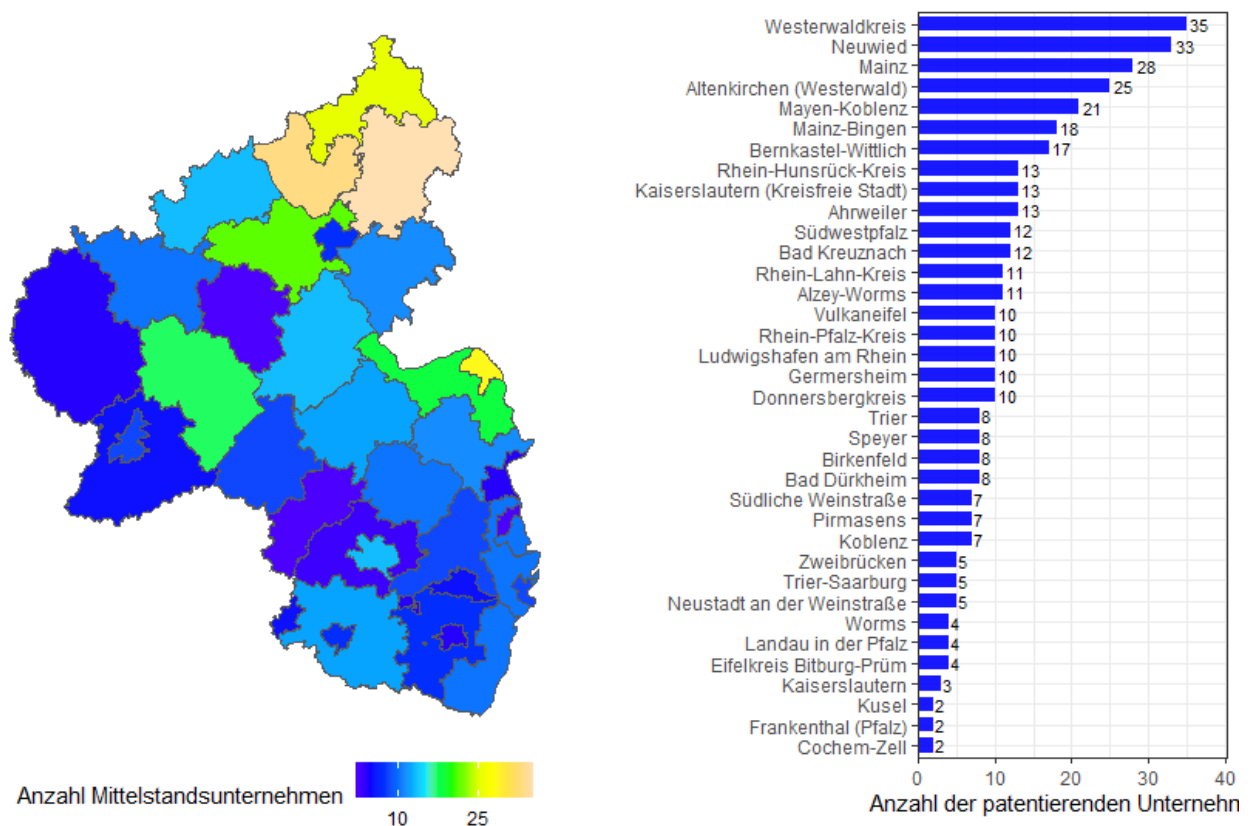 Anzahl Mittelstandsunternehmen
10 25
Westerwaldkreis 35
Neuwied 33
Mainz 28
Altenkirchen (Westerwald) 25
Mayen-Koblenz 21
Mainz-Bingen 18
Bernkastel-Wittlich 17
Rhein-Hunsrück-Kreis 13
Kaiserslautern (Kreisfreie Stadt) 13
Ahrweiler 13
Südwestpfalz 12
Bad Kreuznach 12
Rhein-Lahn-Kreis 11
Alzey-Worms 11
Vulkaneifel 10
Rhein-Pfalz-Kreis 10
Ludwigshafen am Rhein 10
Germersheim 10
Donnersbergkreis 10
Trier 8
Speyer 8
Birkenfeld 8
Bad Dürkheim 8
Südliche Weinstraße 7
Pirmasens 7
Koblenz 7
Zweibrücken 5
Trier-Saarburg 5
Neustadt an der Weinstraße 5
Worms 4
Landau in der Pfalz 4
Eifelkreis Bitburg-Prüm 4
Kaiserslautern 3
Kusel 2
Frankenthal (Pfalz) 2
Cochem-Zell 2
0 10 20 30 40
Anzahl der patentierenden Unternehm